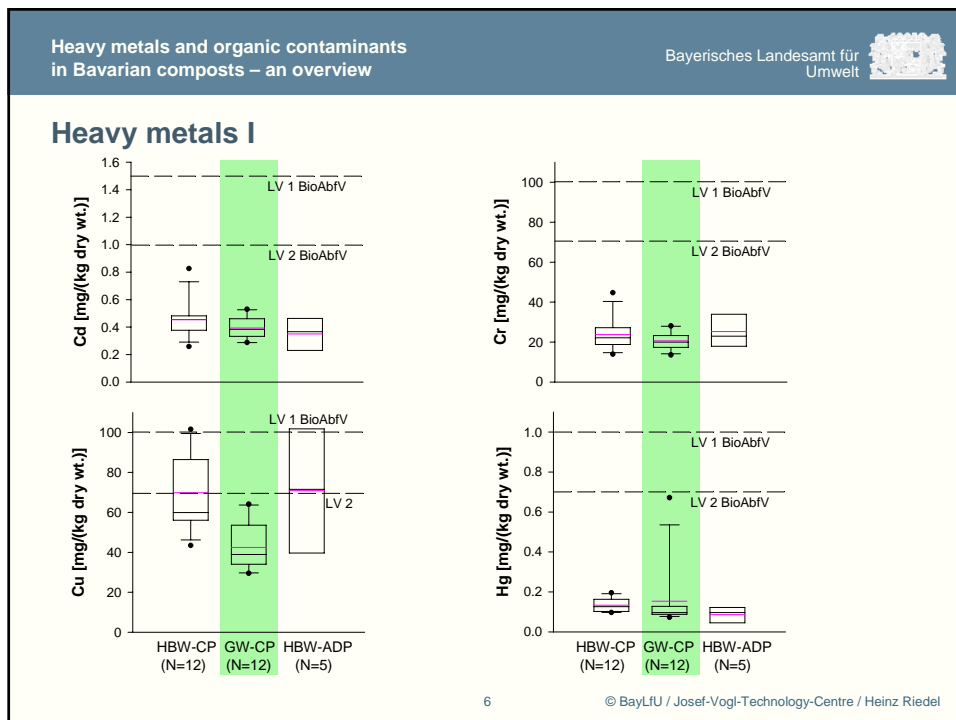 Heavy metals and organic contaminants
in Bavarian composts – an overview
Bayerisches Landesamt für
Umwelt
Heavy metals I
Cd [mg/(kg dry wt.)]
1.6
1.4
1.2
1.0
0.8
0.6
0.4
0.2
0.0
LV 1 BioAbfV
LV 2 BioAbfV
Cr [mg/(kg dry wt.)]
100
80
60
40
20
0
LV 1 BioAbfV
LV 2 BioAbfV
Cu [mg/(kg dry wt.)]
100
80
60
40
20
0
LV 1 BioAbfV
LV 2
HBW-CP GW-CP HBW-ADP
(N=12) (N=12) (N=5)
Hg [mg/(kg dry wt.)]
1.0
0.8
0.6
0.4
0.2
0.0
LV 1 BioAbfV
LV 2 BioAbfV
HBW-CP GW-CP HBW-ADP
(N=12) (N=12) (N=5)
6
© BayLfU / Josef-Vogl-Technology-Centre / Heinz Riedel